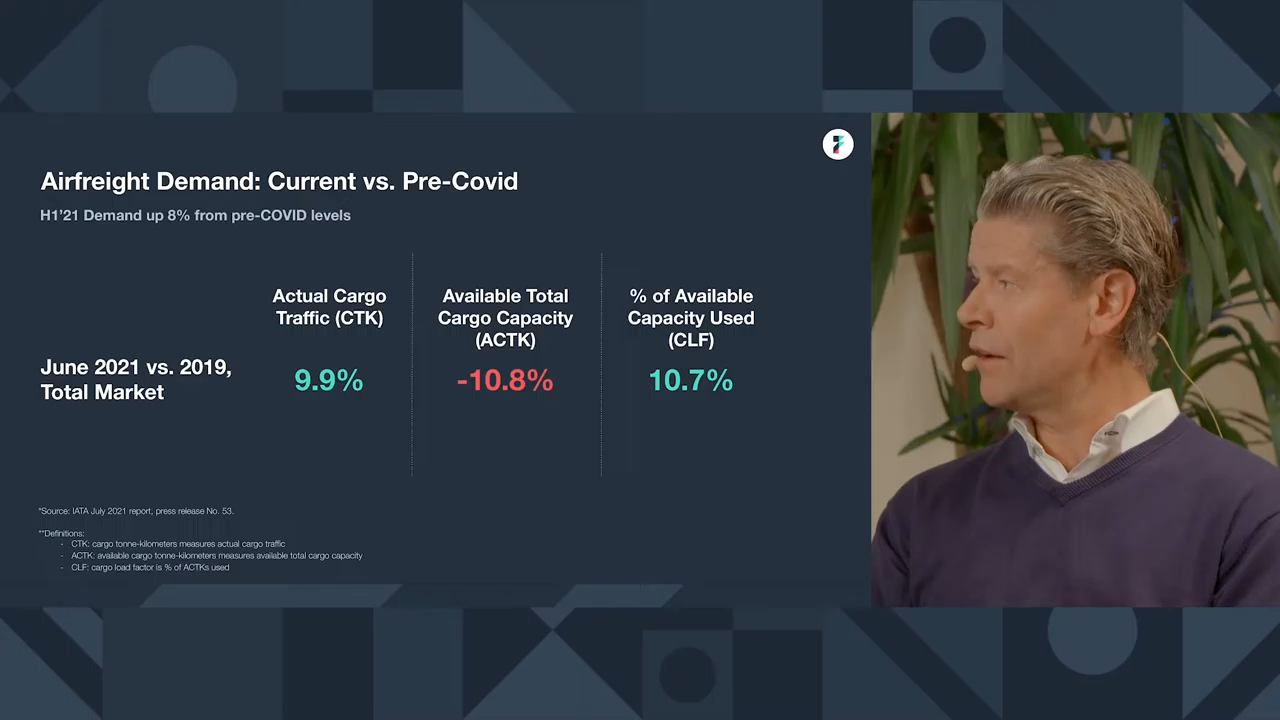 Airfreight Demand: Current vs. Pre-Covid
H1'21 Demand up 8% from pre-COVID levels
Actual Cargo
Traffic (CTK)
Available Total
Cargo Capacity
(ACTK)
% of Available
Capacity Used
(CLF)
June 2021 vs. 2019,
Total Market
9.9%
-10.8%
10.7%
*Source: IATA July 2021 report, press release No. 53.
**Definitions:
- CTK: cargo tonne-kilometers measures actual cargo traffic
- ACTK: available cargo tonne-kilometers measures available total cargo capacity
- CLF: cargo load factor is % of ACTKs used